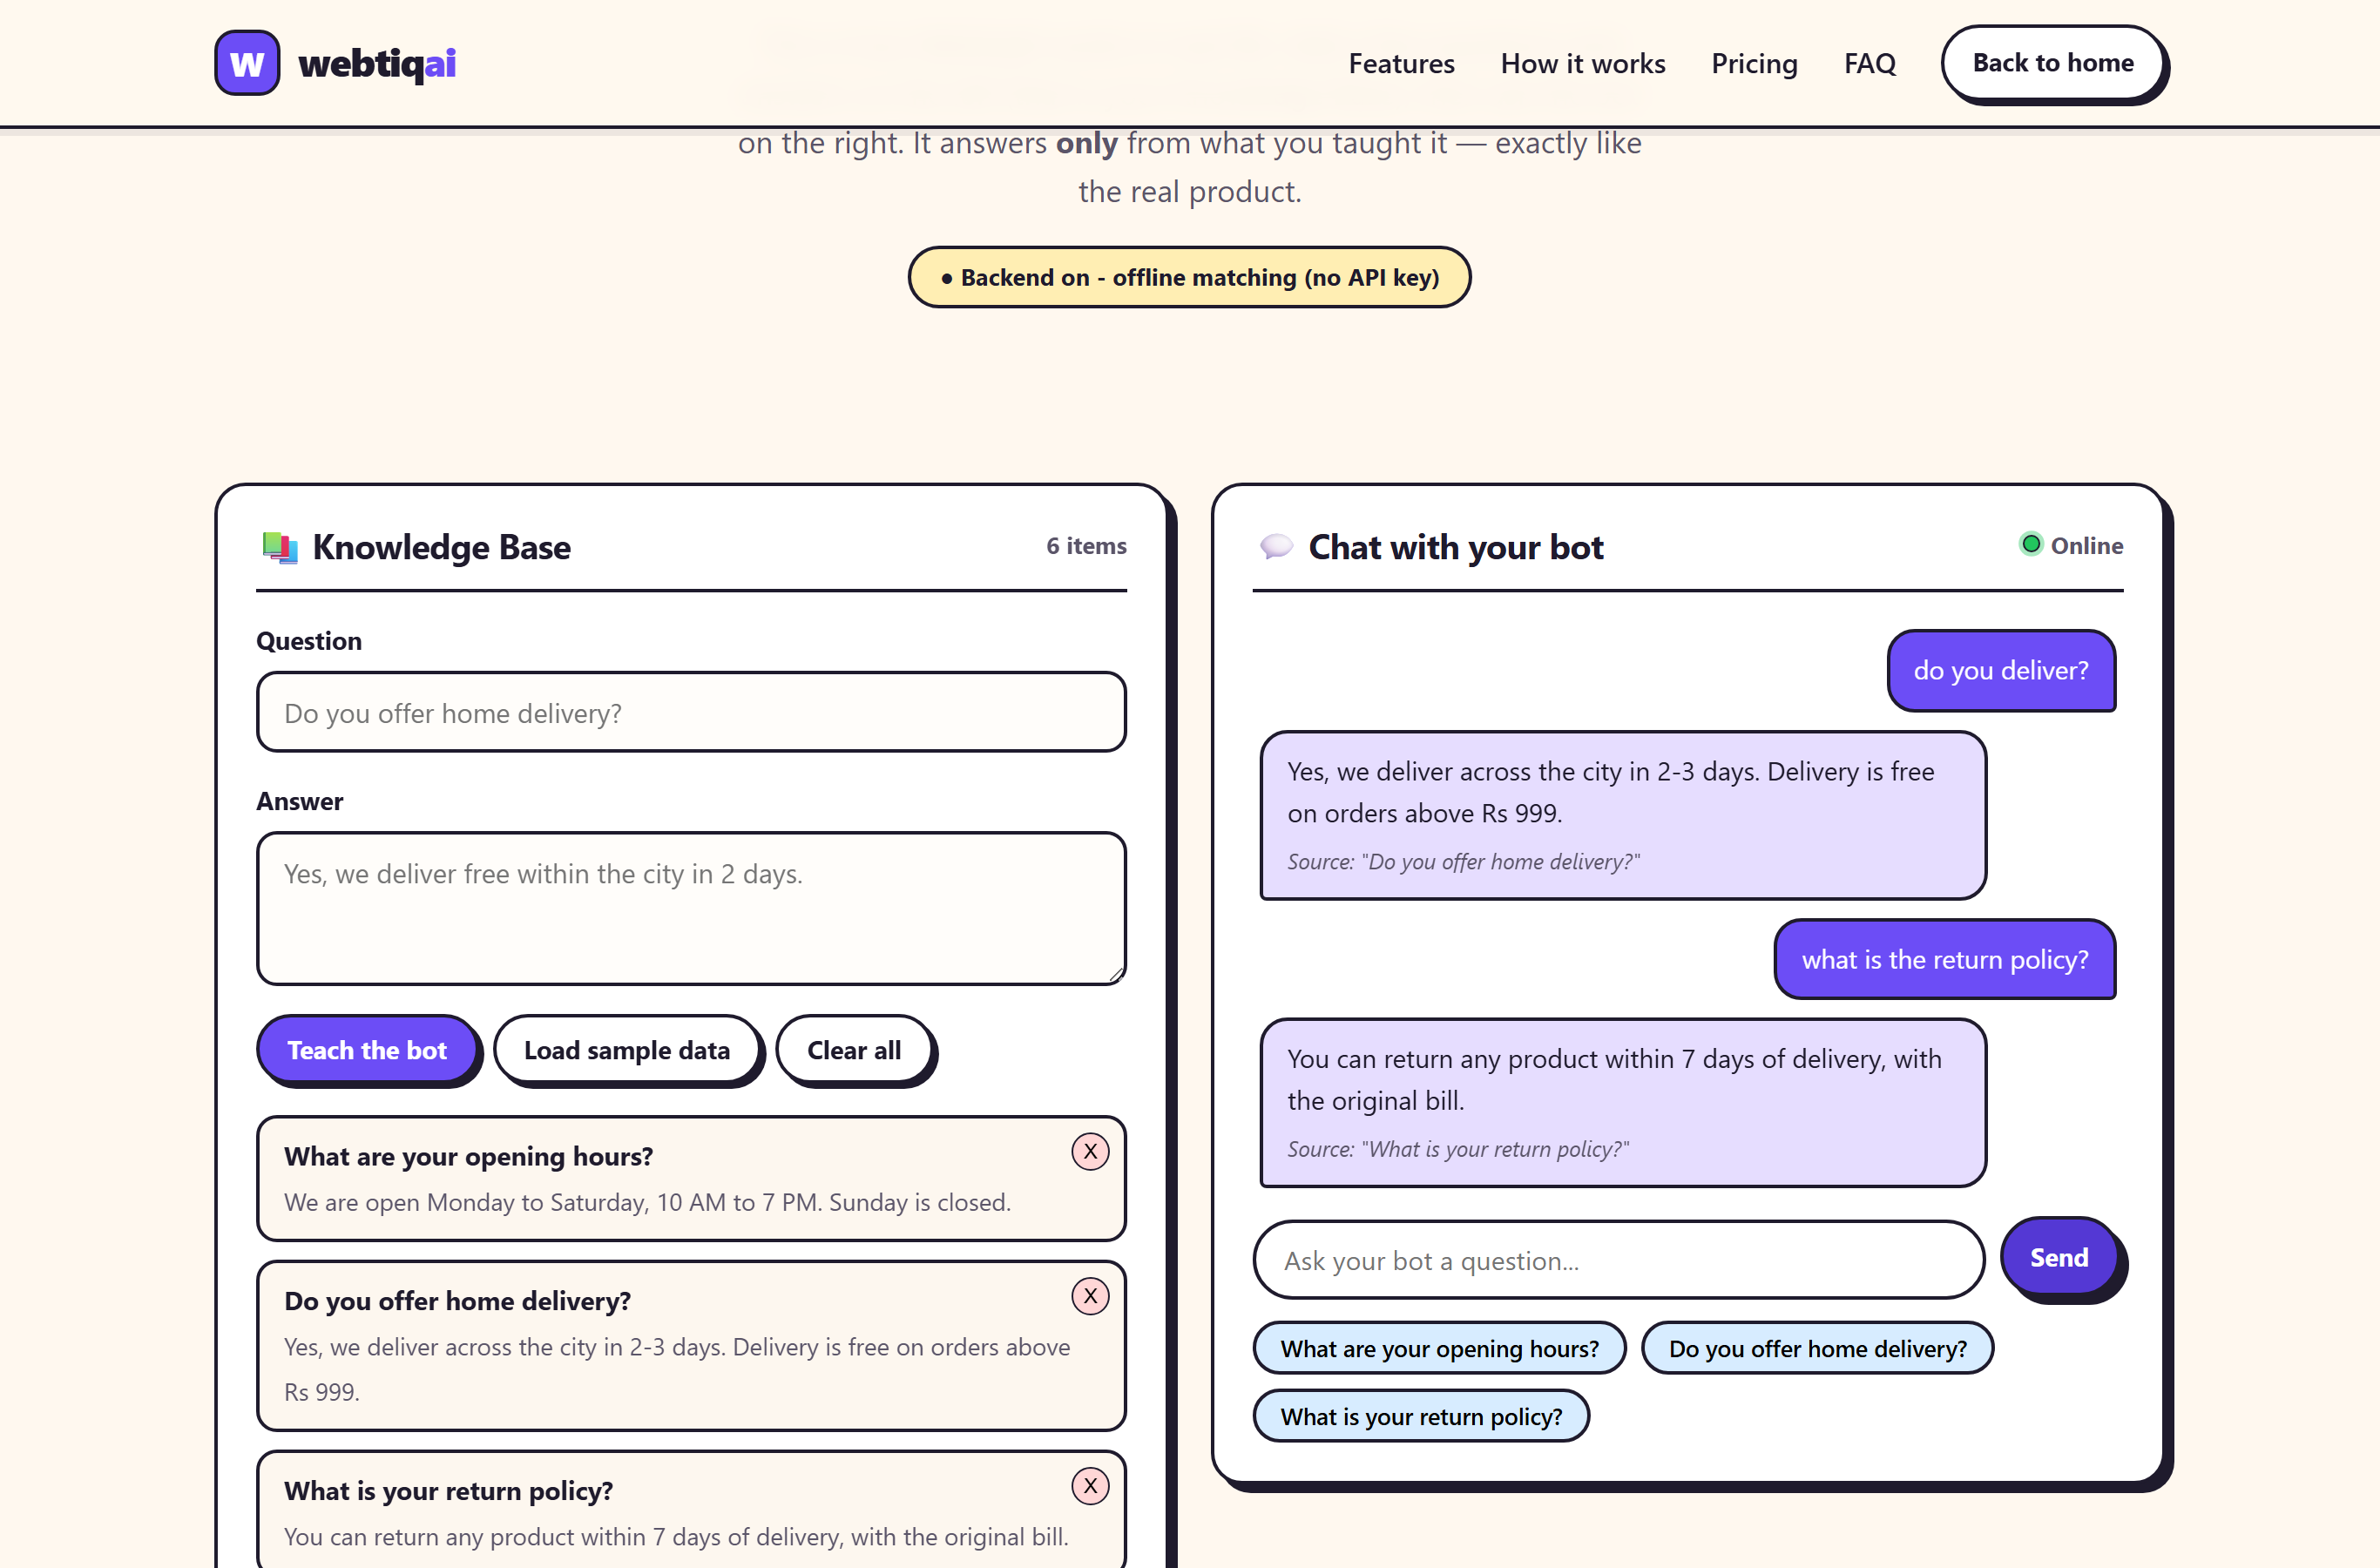 W webtiqai
Features How it works Pricing FAQ Back to home
on the right. It answers only from what you taught it — exactly like
the real product.
● Backend on - offline matching (no API key)
Knowledge Base
6 items
Question
Do you offer home delivery?
Answer
Yes, we deliver free within the city in 2 days.
Teach the bot Load sample data Clear all
What are your opening hours?
X
We are open Monday to Saturday, 10 AM to 7 PM. Sunday is closed.
Do you offer home delivery?
X
Yes, we deliver across the city in 2-3 days. Delivery is free on orders above
Rs 999.
What is your return policy?
X
You can return any product within 7 days of delivery, with the original bill.
Chat with your bot
Online
do you deliver?
Yes, we deliver across the city in 2-3 days. Delivery is free
on orders above Rs 999.
Source: "Do you offer home delivery?"
what is the return policy?
You can return any product within 7 days of delivery, with
the original bill.
Source: "What is your return policy?"
Ask your bot a question...
Send
What are your opening hours? Do you offer home delivery?
What is your return policy?